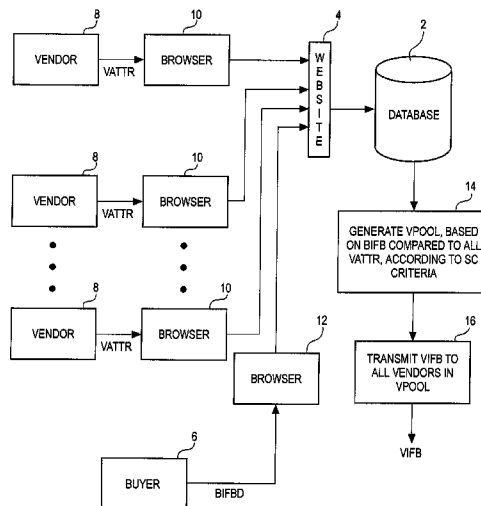 8
10
4
2
VENDOR
VATTR
BROWSER
WEBSITE
DATABASE
8
10
VENDOR
VATTR
BROWSER
14
GENERATE VPOOL, BASED
ON BIFB COMPARED TO ALL
VATTR, ACCORDING TO SC
CRITERIA
8
10
VENDOR
VATTR
BROWSER
12
BROWSER
16
TRANSMIT VIFB TO
ALL VENDORS IN
VPOOL
VIFB
6
BUYER
BIFBD